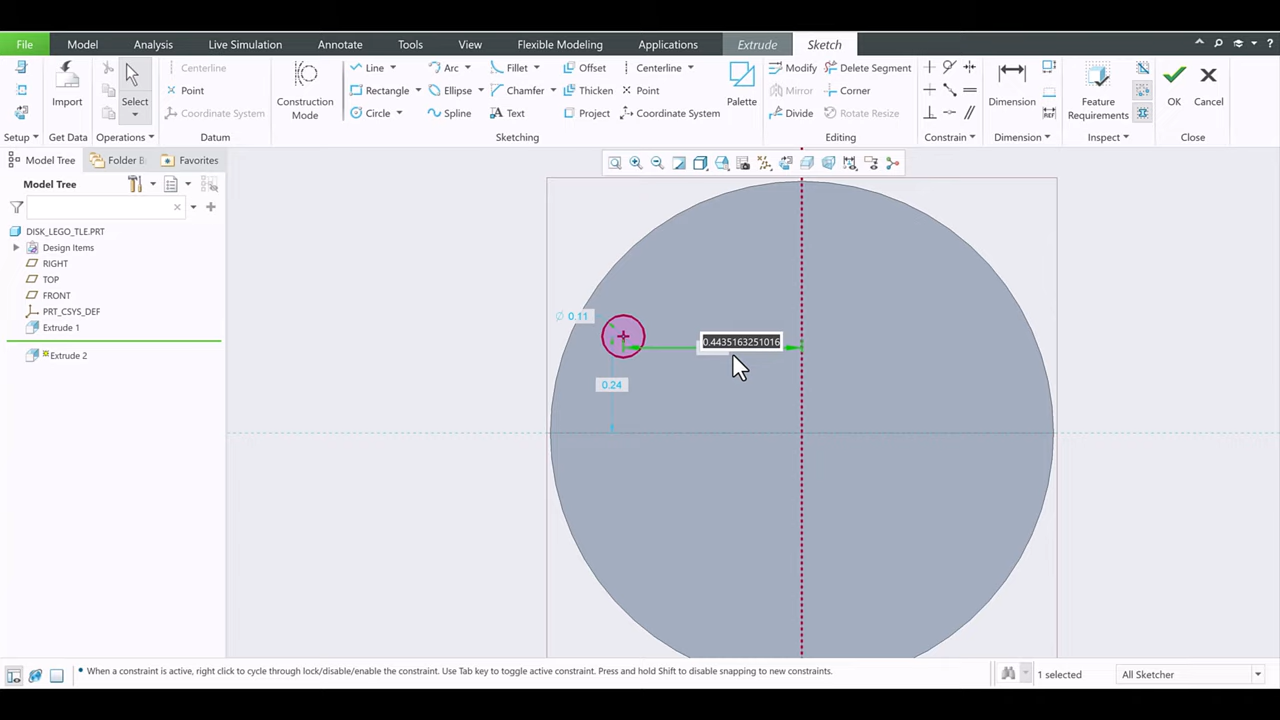 File Model Analysis Live Simulation Annotate Tools View Flexible Modeling Applications Extrude Sketch
Centerline Line Arc Fillet Offset Centerline Modify Delete Segment
Point Rectangle Ellipse Chamfer Thicken Point Mirror Corner
Import Select Construction Mode Palette Dimension Feature Requirements OK Cancel
Coordinate System Circle Spline Text Project Coordinate System Divide Rotate Resize
Setup Get Data Operations Datum Sketching Editing Constrain Dimension Inspect Close
Model Tree Folder B Favorites
Model Tree
DISK_LEGO_TLE.PRT
Design Items
RIGHT
TOP
FRONT
PRT_CSYS_DEF
Extrude 1
Extrude 2
∅ 0.11
0.4435163251016
0.24
• When a constraint is active, right click to cycle through lock/disable/enable the constraint. Use Tab key to toggle active constraint. Press and hold Shift to disable snapping to new constraints.
1 selected All Sketcher